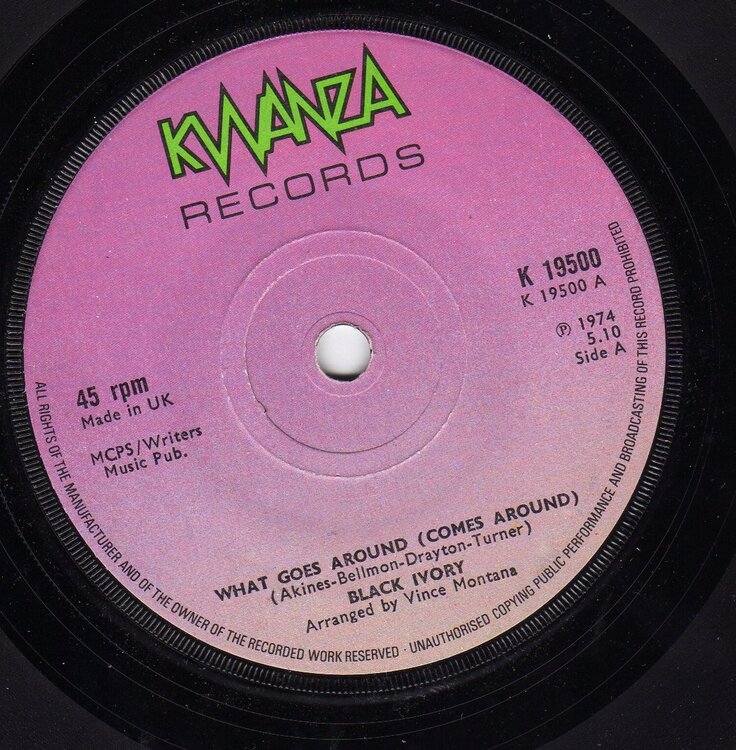 KWANZA
RECORDS
K 19500
K 19500 A
Ⓟ 1974
5.10
Side A
45 rpm
Made in UK
MCPS/Writers
Music Pub.
WHAT GOES AROUND (COMES AROUND)
(Akines-Bellmon-Drayton-Turner)
BLACK IVORY
Arranged by Vince Montana
ALL RIGHTS OF THE MANUFACTURER AND OF THE OWNER OF THE RECORDED WORK RESERVED · UNAUTHORISED COPYING PUBLIC PERFORMANCE AND BROADCASTING OF THIS RECORD PROHIBITED